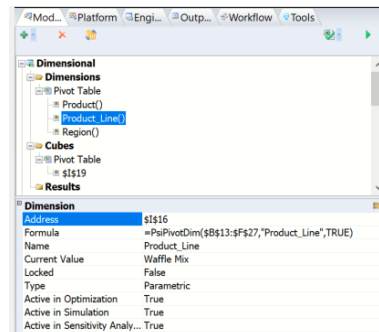 Mod... Platform Engi... Outp... Workflow Tools
Dimensional
Dimensions
Pivot Table
Product()
Product_Line()
Region()
Cubes
Pivot Table
$I$19
Results
Dimension
Address $I$16
Formula =PsiPivotDim($B$13:$F$27,"Product_Line",TRUE)
Name Product_Line
Current Value Waffle Mix
Locked False
Type Parametric
Active in Optimization True
Active in Simulation True
Active in Sensitivity Analy... True